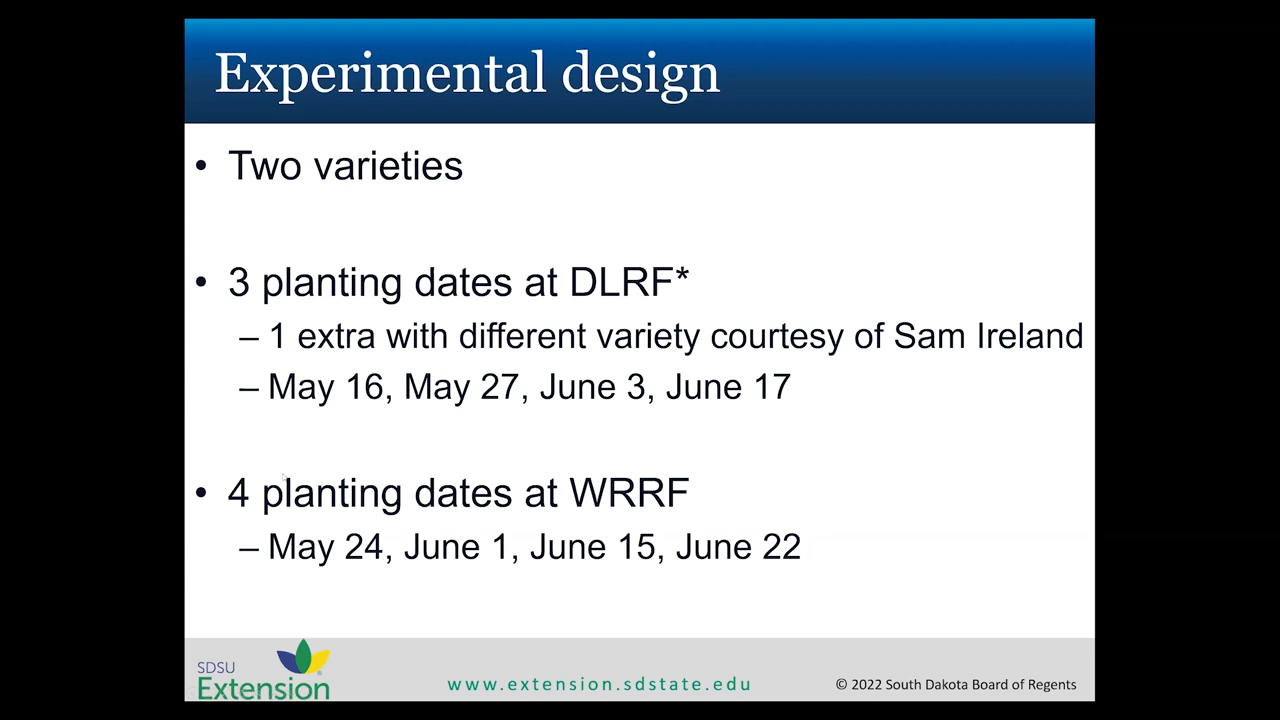 Experimental design
• Two varieties
• 3 planting dates at DLRF*
– 1 extra with different variety courtesy of Sam Ireland
– May 16, May 27, June 3, June 17
• 4 planting dates at WRRF
– May 24, June 1, June 15, June 22
SDSU
Extension
www.extension.sdstate.edu
© 2022 South Dakota Board of Regents